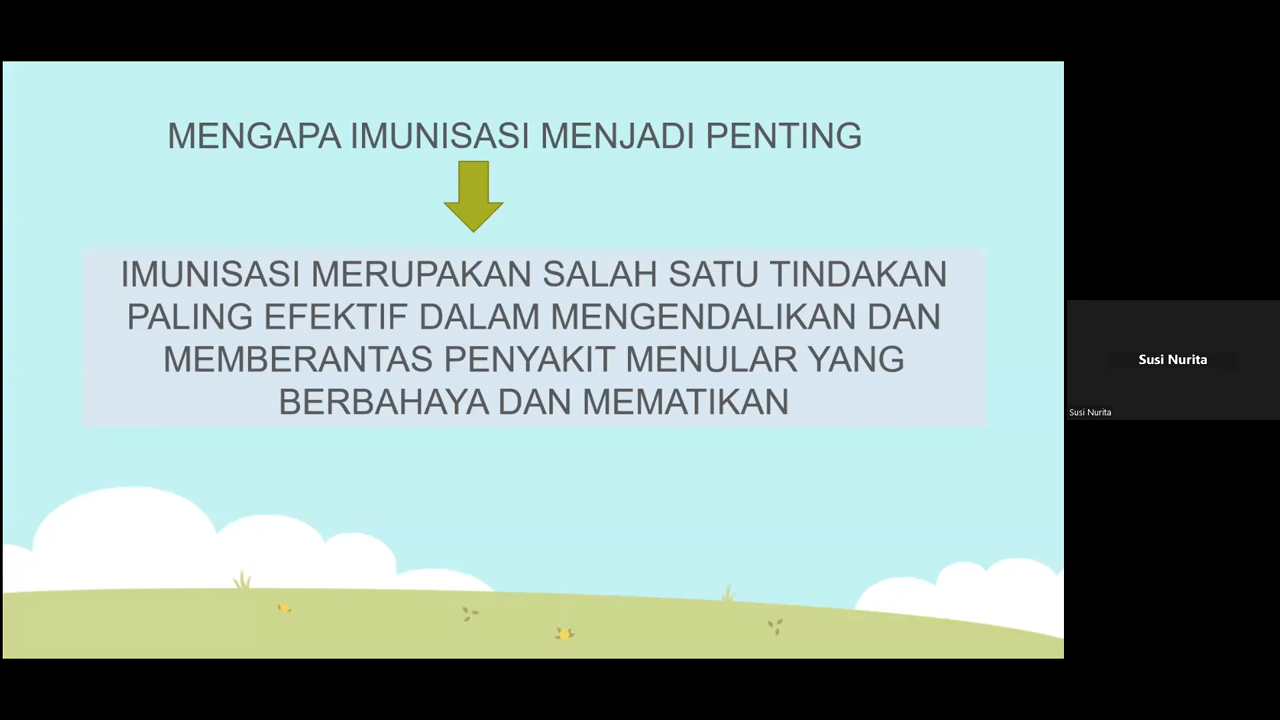 MENGAPA IMUNISASI MENJADI PENTING
IMUNISASI MERUPAKAN SALAH SATU TINDAKAN
PALING EFEKTIF DALAM MENGENDALIKAN DAN
MEMBERANTAS PENYAKIT MENULAR YANG
BERBAHAYA DAN MEMATIKAN
Susi Nurita
Susi Nurita